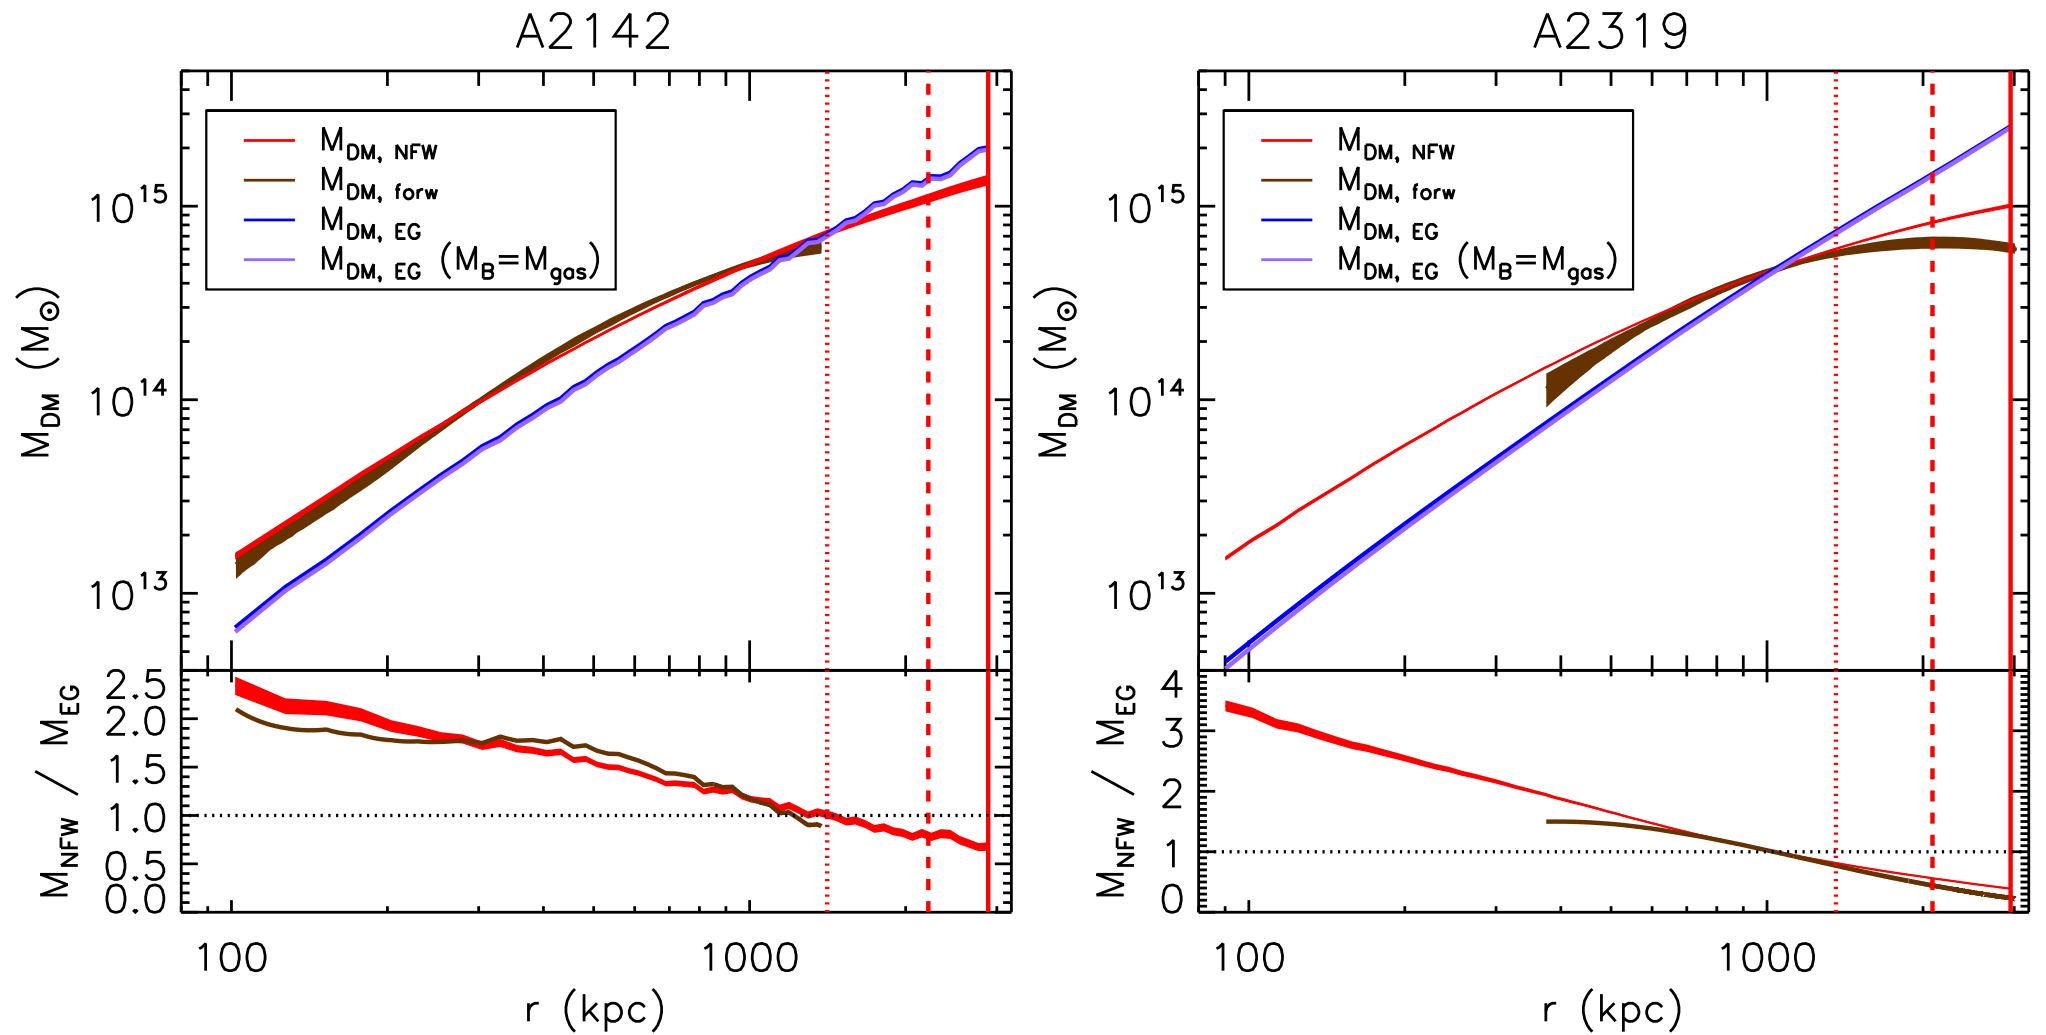 A2142
M_DM, NFW
M_DM, forw
M_DM, EG
M_DM, EG (M_B=M_gas)
10^15
10^14
10^13
M_DM (M_⊙)
2.5
2.0
1.5
1.0
0.5
0.0
M_NFW / M_EG
100 1000
r (kpc)
A2319
M_DM, NFW
M_DM, forw
M_DM, EG
M_DM, EG (M_B=M_gas)
10^15
10^14
10^13
M_DM (M_⊙)
4
3
2
1
0
M_NFW / M_EG
100 1000
r (kpc)